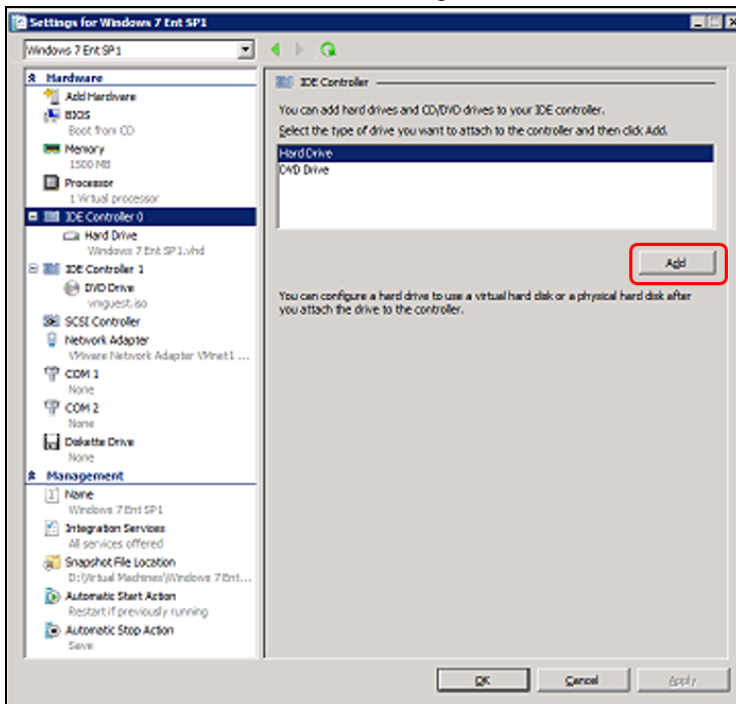 Settings for Windows 7 Ent SP1
Windows 7 Ent SP1
Hardware
Add Hardware
BIOS
Boot from CD
Memory
1500 MB
Processor
1 Virtual processor
IDE Controller 0
Hard Drive
Windows 7 Ent SP1.vhd
IDE Controller 1
DVD Drive
vmguest.iso
SCSI Controller
Network Adapter
VMware Network Adapter VMnet1 ...
COM 1
None
COM 2
None
Diskette Drive
None
Management
Name
Windows 7 Ent SP1
Integration Services
All services offered
Snapshot File Location
D:\Virtual Machines\Windows 7 Ent...
Automatic Start Action
Restart if previously running
Automatic Stop Action
Save
IDE Controller
You can add hard drives and CD/DVD drives to your IDE controller.
Select the type of drive you want to attach to the controller and then click Add.
Hard Drive
DVD Drive
Add
You can configure a hard drive to use a virtual hard disk or a physical hard disk after
you attach the drive to the controller.
OK
Cancel
Apply